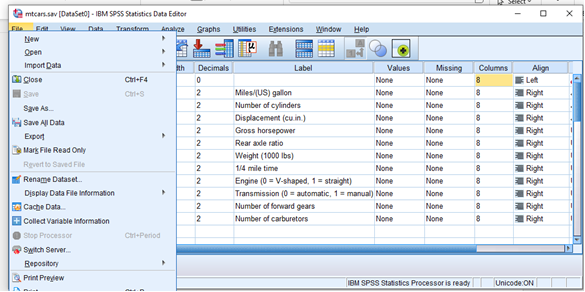 Select
mtcars.sav [DataSet0] - IBM SPSS Statistics Data Editor
File Edit View Data Transform Analyze Graphs Utilities Extensions Window Help
New
Open
Import Data
Close Ctrl+F4
Save Ctrl+S
Save As...
Save All Data
Export
Mark File Read Only
Revert to Saved File
Rename Dataset...
Display Data File Information
Cache Data...
Collect Variable Information
Stop Processor Ctrl+Period
Switch Server...
Repository
Print Preview
Decimals Label Values Missing Columns Align
0 None None 8 Left
2 Miles/(US) gallon None None 8 Right
2 Number of cylinders None None 8 Right
2 Displacement (cu.in.) None None 8 Right
2 Gross horsepower None None 8 Right
2 Rear axle ratio None None 8 Right
2 Weight (1000 lbs) None None 8 Right
2 1/4 mile time None None 8 Right
2 Engine (0 = V-shaped, 1 = straight) None None 8 Right
2 Transmission (0 = automatic, 1 = manual) None None 8 Right
2 Number of forward gears None None 8 Right
2 Number of carburetors None None 8 Right
IBM SPSS Statistics Processor is ready Unicode:ON